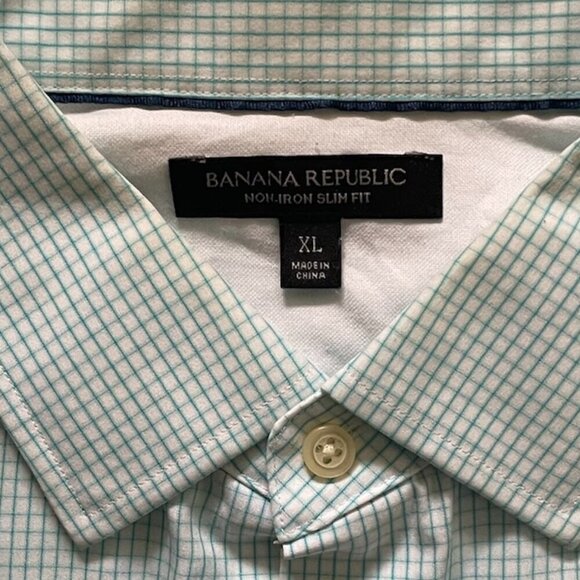 BANANA REPUBLIC
NON-IRON SLIM FIT
XL
MADE IN
CHINA